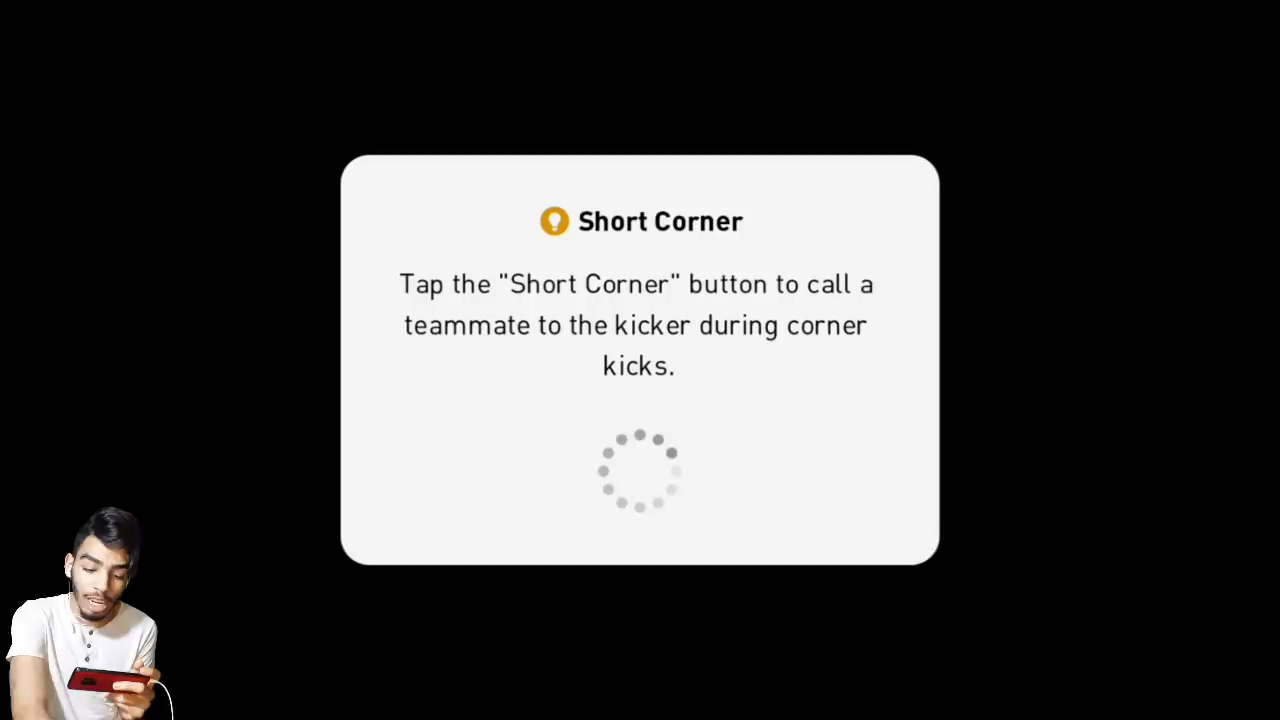 Short Corner
Tap the "Short Corner" button to call a
teammate to the kicker during corner
kicks.